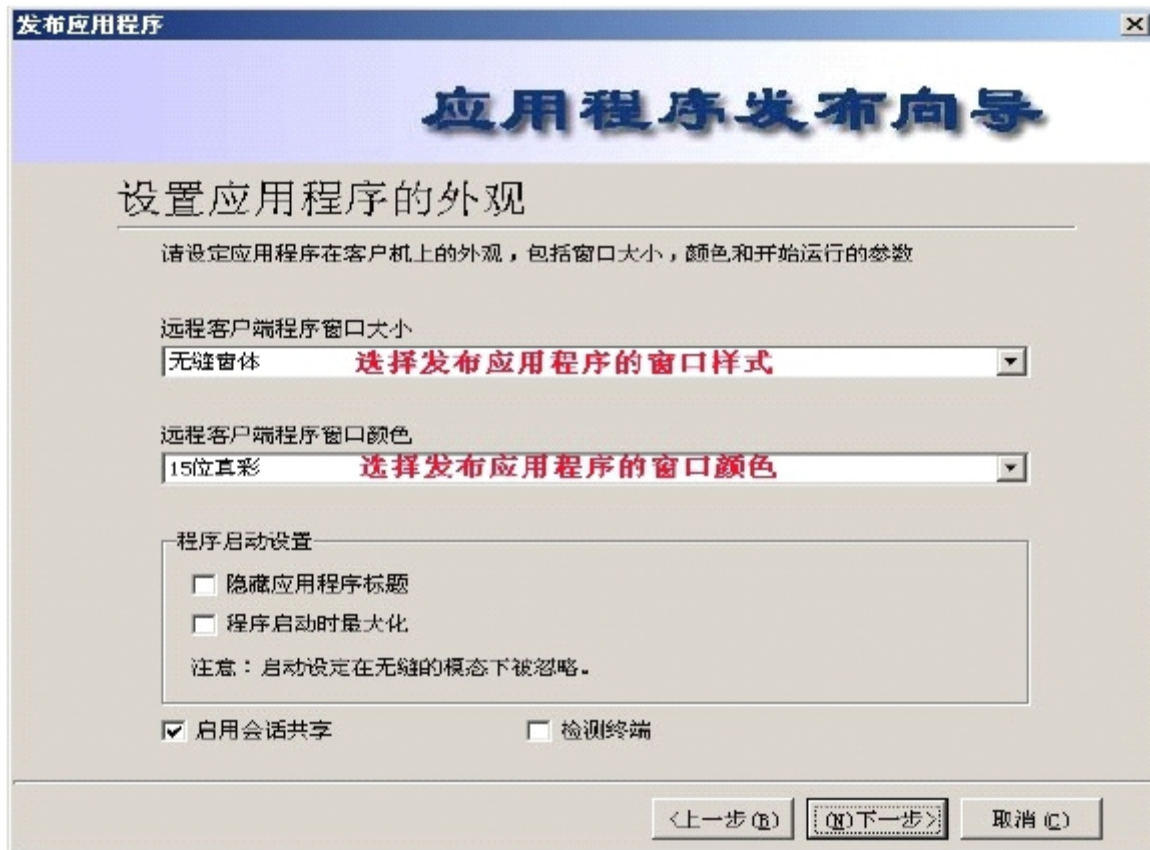 发布应用程序
应用程序发布向导
设置应用程序的外观
请设定应用程序在客户机上的外观，包括窗口大小，颜色和开始运行的参数
远程客户端程序窗口大小
无缝窗体 选择发布应用程序的窗口样式
远程客户端程序窗口颜色
15位真彩 选择发布应用程序的窗口颜色
程序启动设置
隐藏应用程序标题
程序启动时最大化
注意：启动设定在无缝的模态下被忽略。
启用会话共享 检测终端
<上一步(B) (N)下一步> 取消(C)